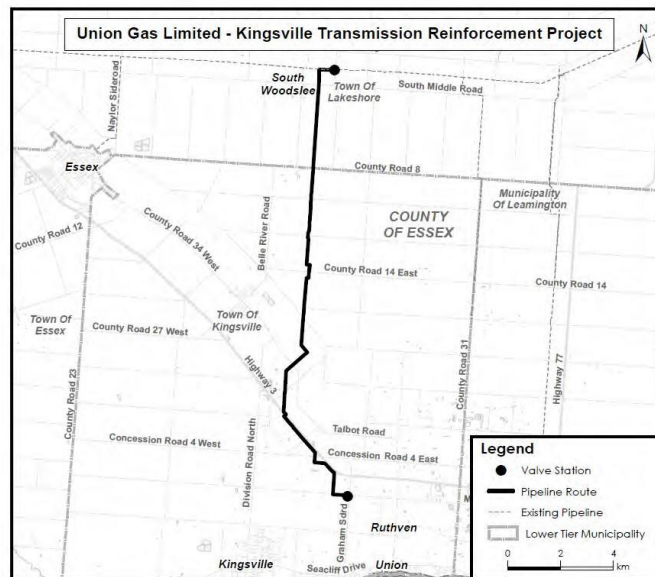 Union Gas Limited - Kingsville Transmission Reinforcement Project
N
South
Woodslee
Town Of
Lakeshore
South Middle Road
Naylor Sideroad
Essex
County Road 8
Municipality
Of Leamington
COUNTY
OF ESSEX
County Road 34 West
Belle River Road
County Road 12
County Road 14 East
County Road 14
Town Of
Essex
Town Of
Kingsville
County Road 27 West
Highway 3
County Road 31
Highway 77
County Road 23
Talbot Road
Concession Road 4 West
Concession Road 4 East
Division Road North
Graham Sdrd
Ruthven
Kingsville
Seacliff Drive
Union
Legend
Valve Station
Pipeline Route
Existing Pipeline
Lower Tier Municipality
0 2 4
km